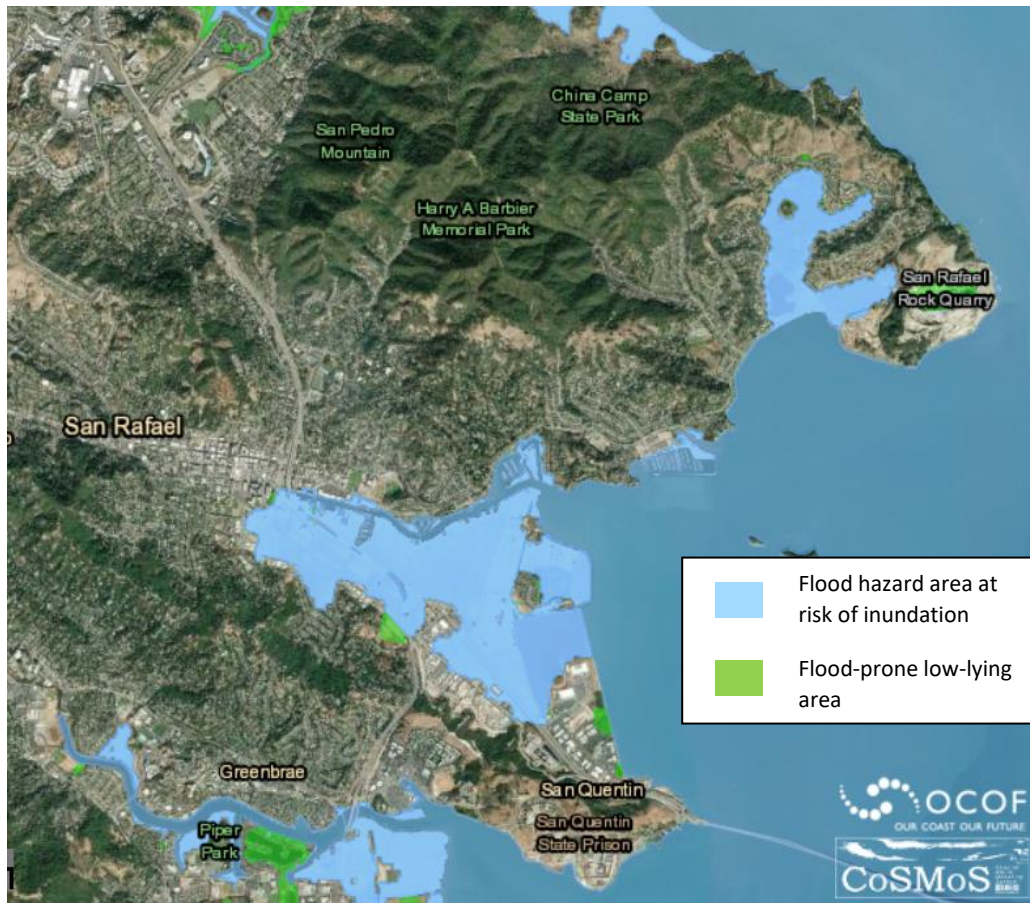 China Camp
State Park
San Pedro
Mountain
Harry A Barbier
Memorial Park
San Rafael
Rock Quarry
San Rafael
Flood hazard area at
risk of inundation
Flood-prone low-lying
area
Greenbrae
San Quentin
San Quentin
State Prison
Piper
Park
OCOF
OUR COAST OUR FUTURE
CoSMoS